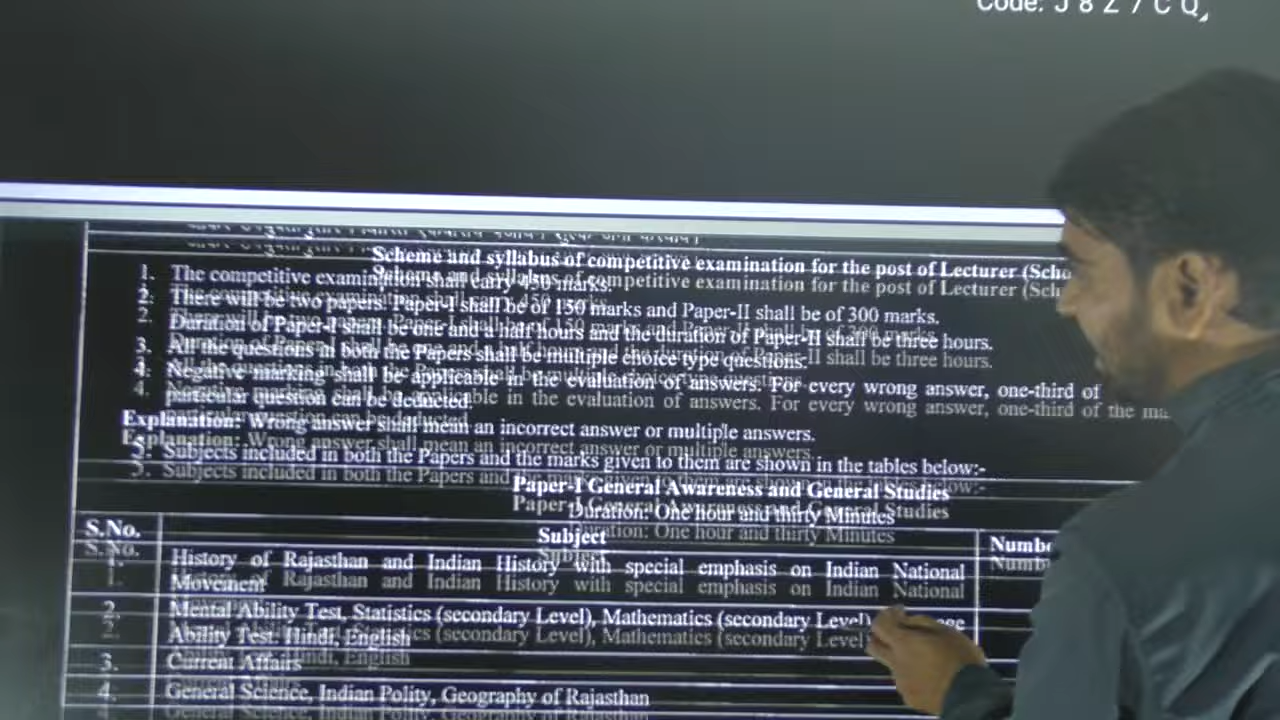 Code: J 8 Z 7 C Q
Scheme and syllabus of competitive examination for the post of Lecturer
1. The competitive examination shall carry 450 marks.
2. There will be two papers. Paper-I shall be of 150 marks and Paper-II shall be of 300 marks.
Duration of Paper-I shall be one and a half hours and the duration of Paper-II shall be three hours.
3. All the questions in both the Papers shall be multiple choice type questions.
4. Negative marking shall be applicable in the evaluation of answers. For every wrong answer, one-third of
particular question can be deducted.
Explanation: Wrong answer shall mean an incorrect answer or multiple answers.
5. Subjects included in both the Papers and the marks given to them are shown in the tables below:-
Paper-I General Awareness and General Studies
Duration: One hour and thirty Minutes
S.No. Subject
1. History of Rajasthan and Indian History with special emphasis on Indian National
Movement
2. Mental Ability Test, Statistics (secondary Level), Mathematics (secondary Level)
Ability Test: Hindi, English
3. Current Affairs
4. General Science, Indian Polity, Geography of Rajasthan